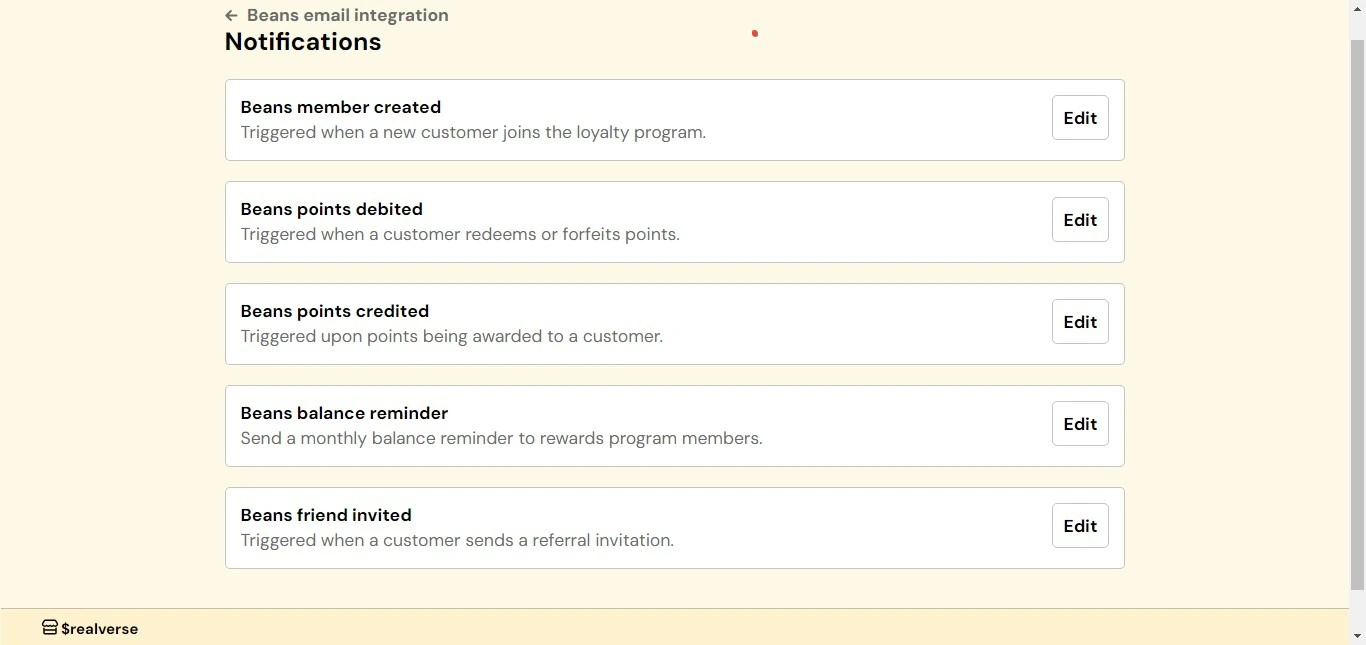 ← Beans email integration
Notifications
Beans member created
Triggered when a new customer joins the loyalty program.
Edit
Beans points debited
Triggered when a customer redeems or forfeits points.
Edit
Beans points credited
Triggered upon points being awarded to a customer.
Edit
Beans balance reminder
Send a monthly balance reminder to rewards program members.
Edit
Beans friend invited
Triggered when a customer sends a referral invitation.
Edit
$realverse